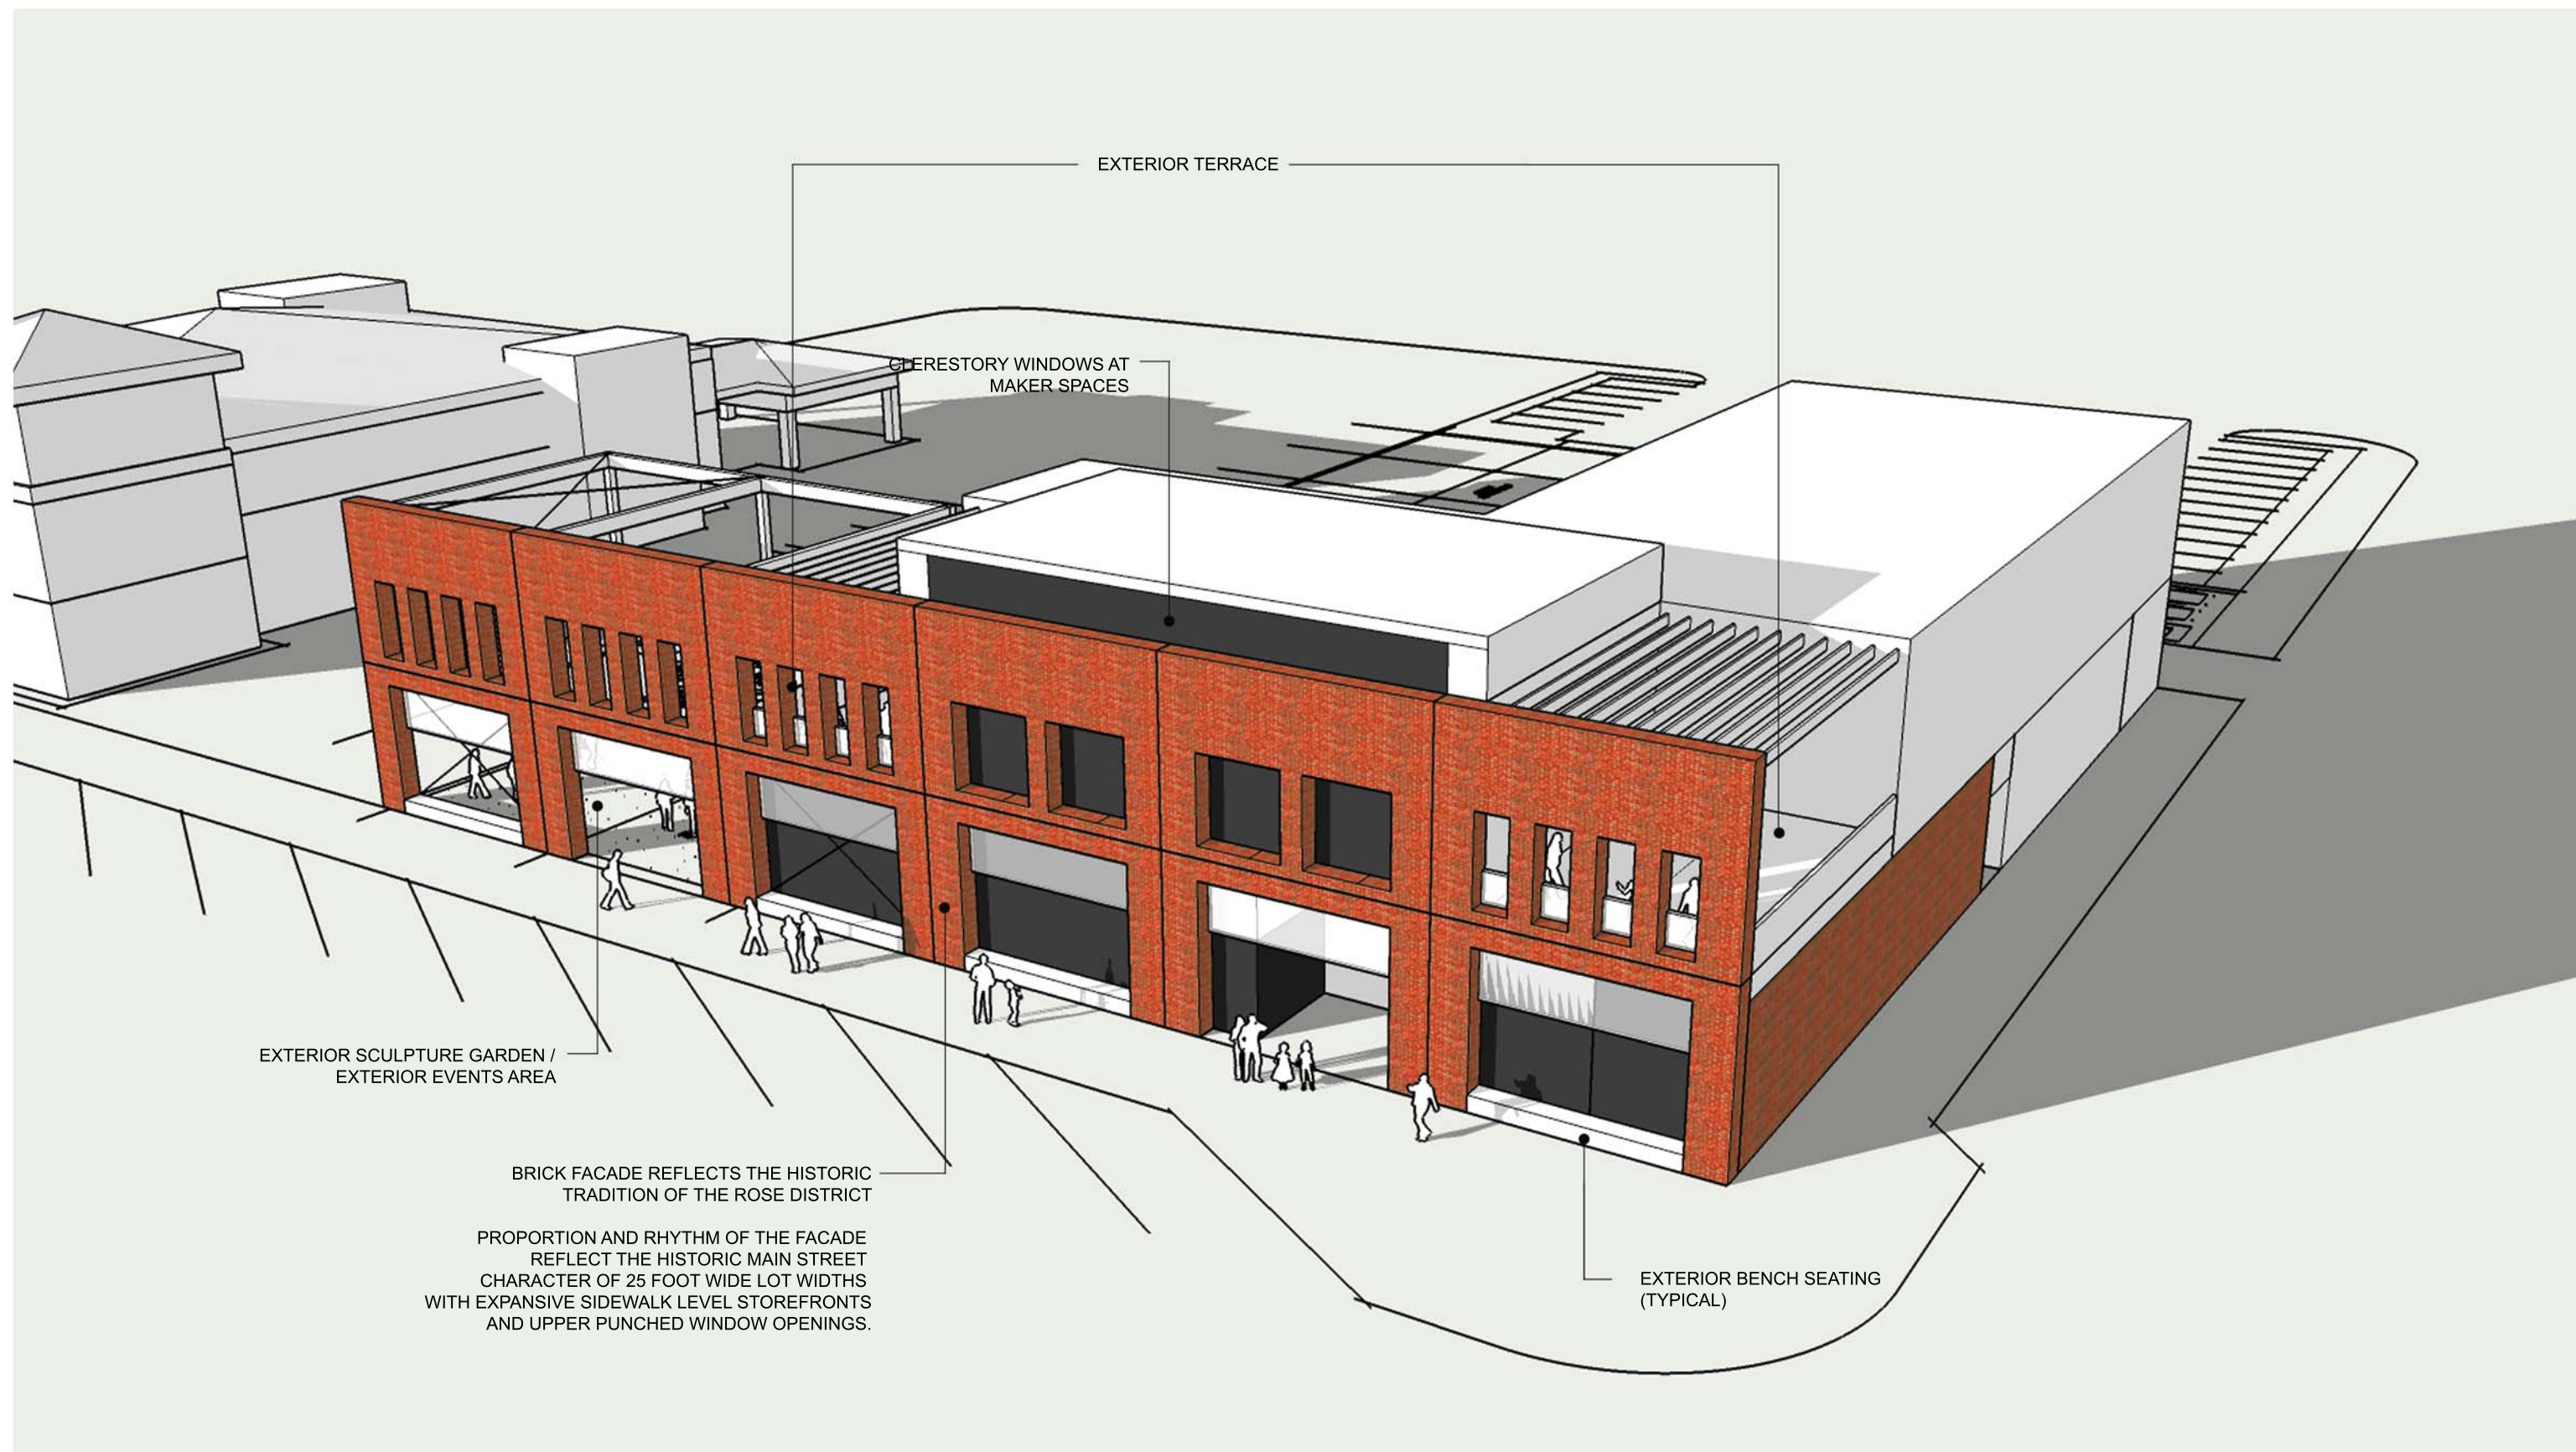 EXTERIOR TERRACE
CLERESTORY WINDOWS AT
MAKER SPACES
EXTERIOR SCULPTURE GARDEN /
EXTERIOR EVENTS AREA
BRICK FACADE REFLECTS THE HISTORIC
TRADITION OF THE ROSE DISTRICT
PROPORTION AND RHYTHM OF THE FACADE
REFLECT THE HISTORIC MAIN STREET
CHARACTER OF 25 FOOT WIDE LOT WIDTHS
WITH EXPANSIVE SIDEWALK LEVEL STOREFRONTS
AND UPPER PUNCHED WINDOW OPENINGS.
EXTERIOR BENCH SEATING
(TYPICAL)